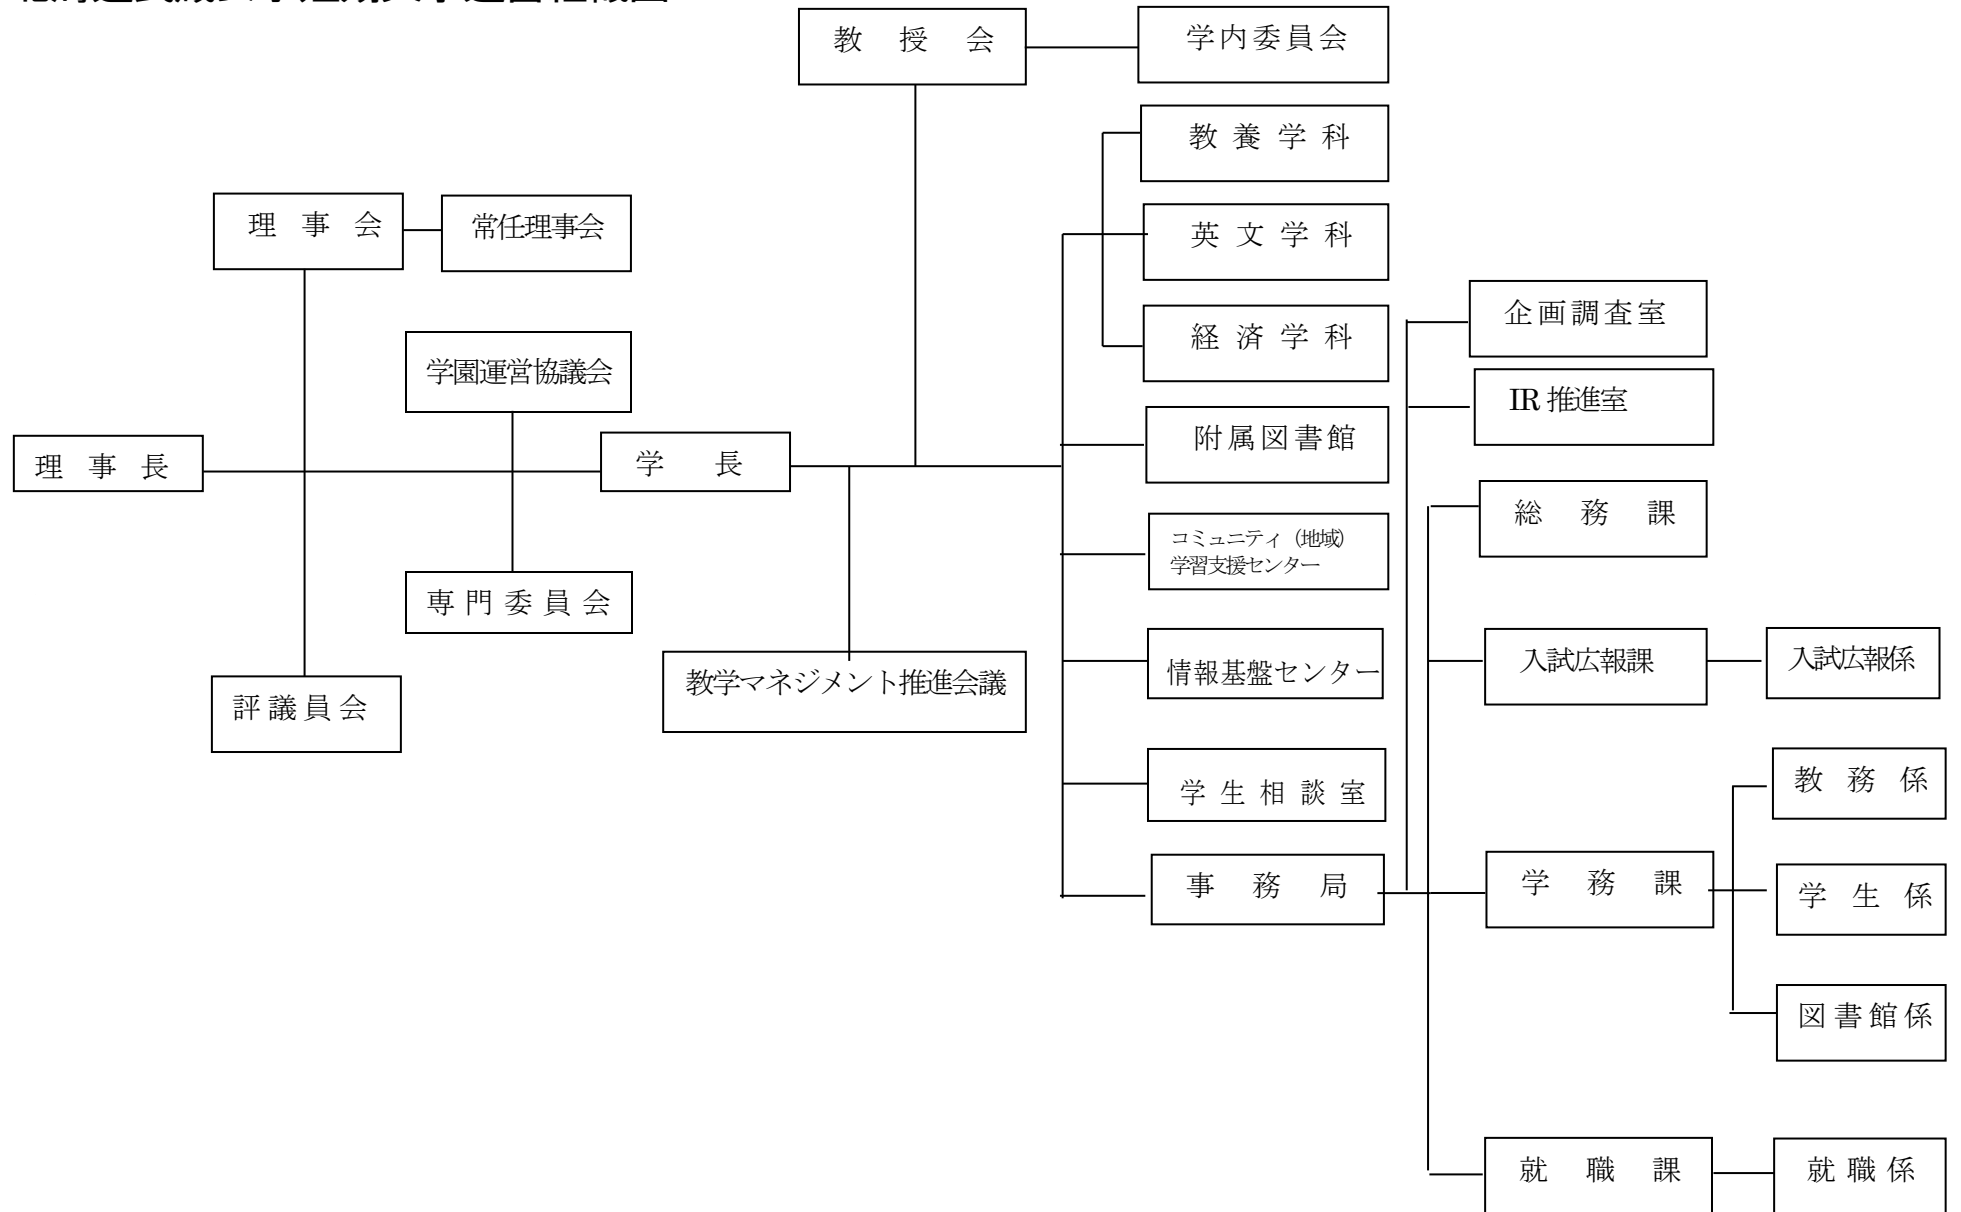 教授会
学内委員会
教養学科
理事会
常任理事会
英文学科
企画調査室
経済学科
学園運営協議会
IR推進室
附属図書館
理事長
学長
総務課
コミュニティ（地域）
学習支援センター
専門委員会
入試広報課
入試広報係
情報基盤センター
教学マネジメント推進会議
評議員会
教務係
学生相談室
事務局
学務課
学生係
図書館係
就職課
就職係